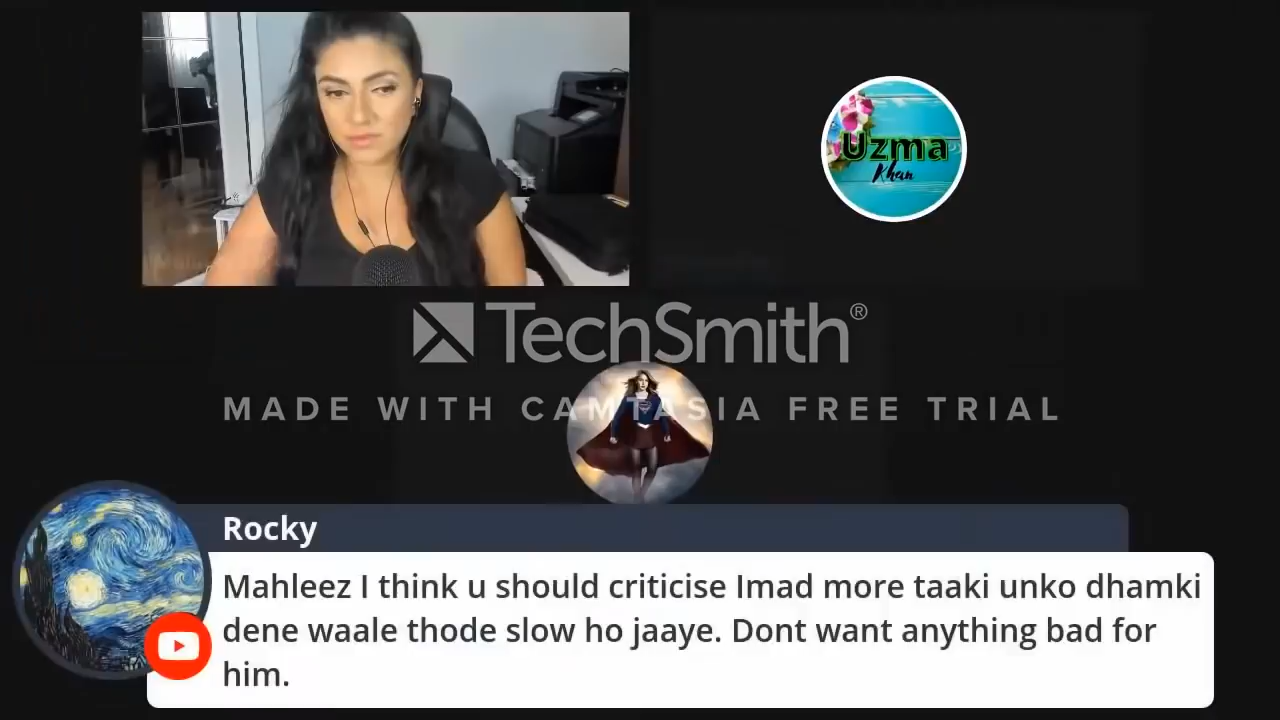 Uzma
Khan
TechSmith®
MADE WITH CAMTASIA FREE TRIAL
Rocky
Mahleez I think u should criticise Imad more taaki unko dhamki
dene waale thode slow ho jaaye. Dont want anything bad for
him.